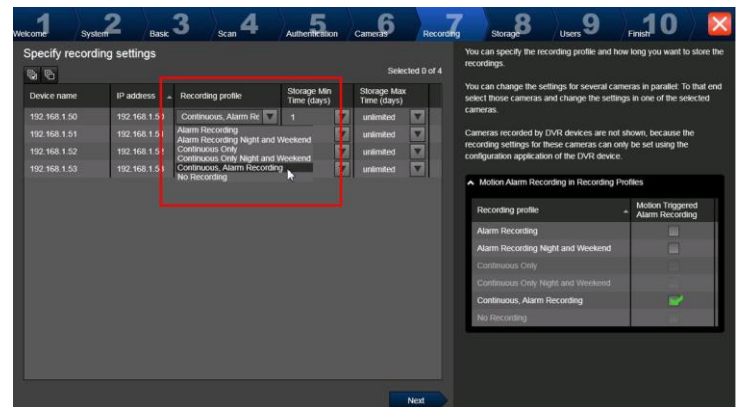 Welcome 1
System 2
Basic 3
Scan 4
Authentication 5
Cameras 6
Recording 7
Storage 8
Users 9
Finish 10
Specify recording settings
Selected 0 of 4
Device name IP address Recording profile Storage Min Time (days) Storage Max Time (days)
192.168.1.50 192.168.1.50 Continuous, Alarm Re 1 unlimited
192.168.1.51 192.168.1.51 unlimited
192.168.1.52 192.168.1.52 unlimited
192.168.1.53 192.168.1.53 unlimited
Alarm Recording
Alarm Recording Night and Weekend
Continuous Only
Continuous Only Night and Weekend
Continuous, Alarm Recording
No Recording
You can specify the recording profile and how long you want to store the
recordings.
You can change the settings for several cameras in parallel: To that end
select those cameras and change the settings in one of the selected
cameras.
Cameras recorded by DVR devices are not shown, because the
recording settings for these cameras can only be set using the
configuration application of the DVR device.
Motion Alarm Recording in Recording Profiles
Recording profile Motion Triggered Alarm Recording
Alarm Recording
Alarm Recording Night and Weekend
Continuous Only
Continuous Only Night and Weekend
Continuous, Alarm Recording
No Recording
Next